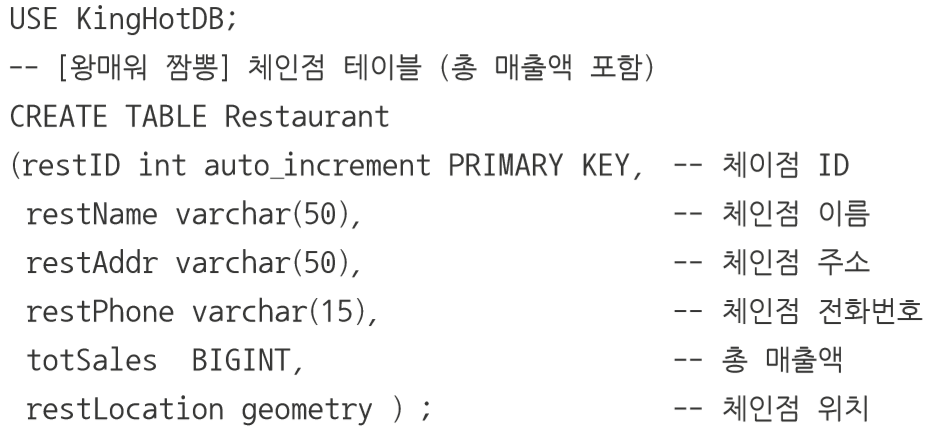 USE KingHotDB;
-- [왕매워 짬뽕] 체인점 테이블 (총 매출액 포함)
CREATE TABLE Restaurant
(restID int auto_increment PRIMARY KEY, -- 체이점 ID
restName varchar(50), -- 체인점 이름
restAddr varchar(50), -- 체인점 주소
restPhone varchar(15), -- 체인점 전화번호
totSales BIGINT, -- 총 매출액
restLocation geometry ) ; -- 체인점 위치